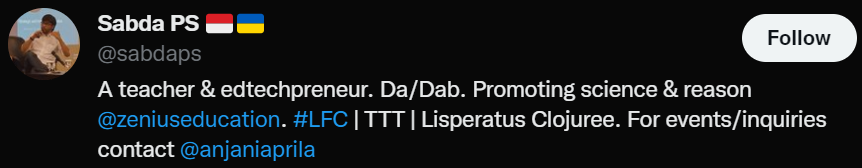 Sabda PS 🇮🇩🇺🇦
@sabdaps
Follow
A teacher & edtechpreneur. Da/Dab. Promoting science & reason
@zeniuseducation. #LFC | TTT | Lisperatus Clojuree. For events/inquiries
contact @anjaniaprila